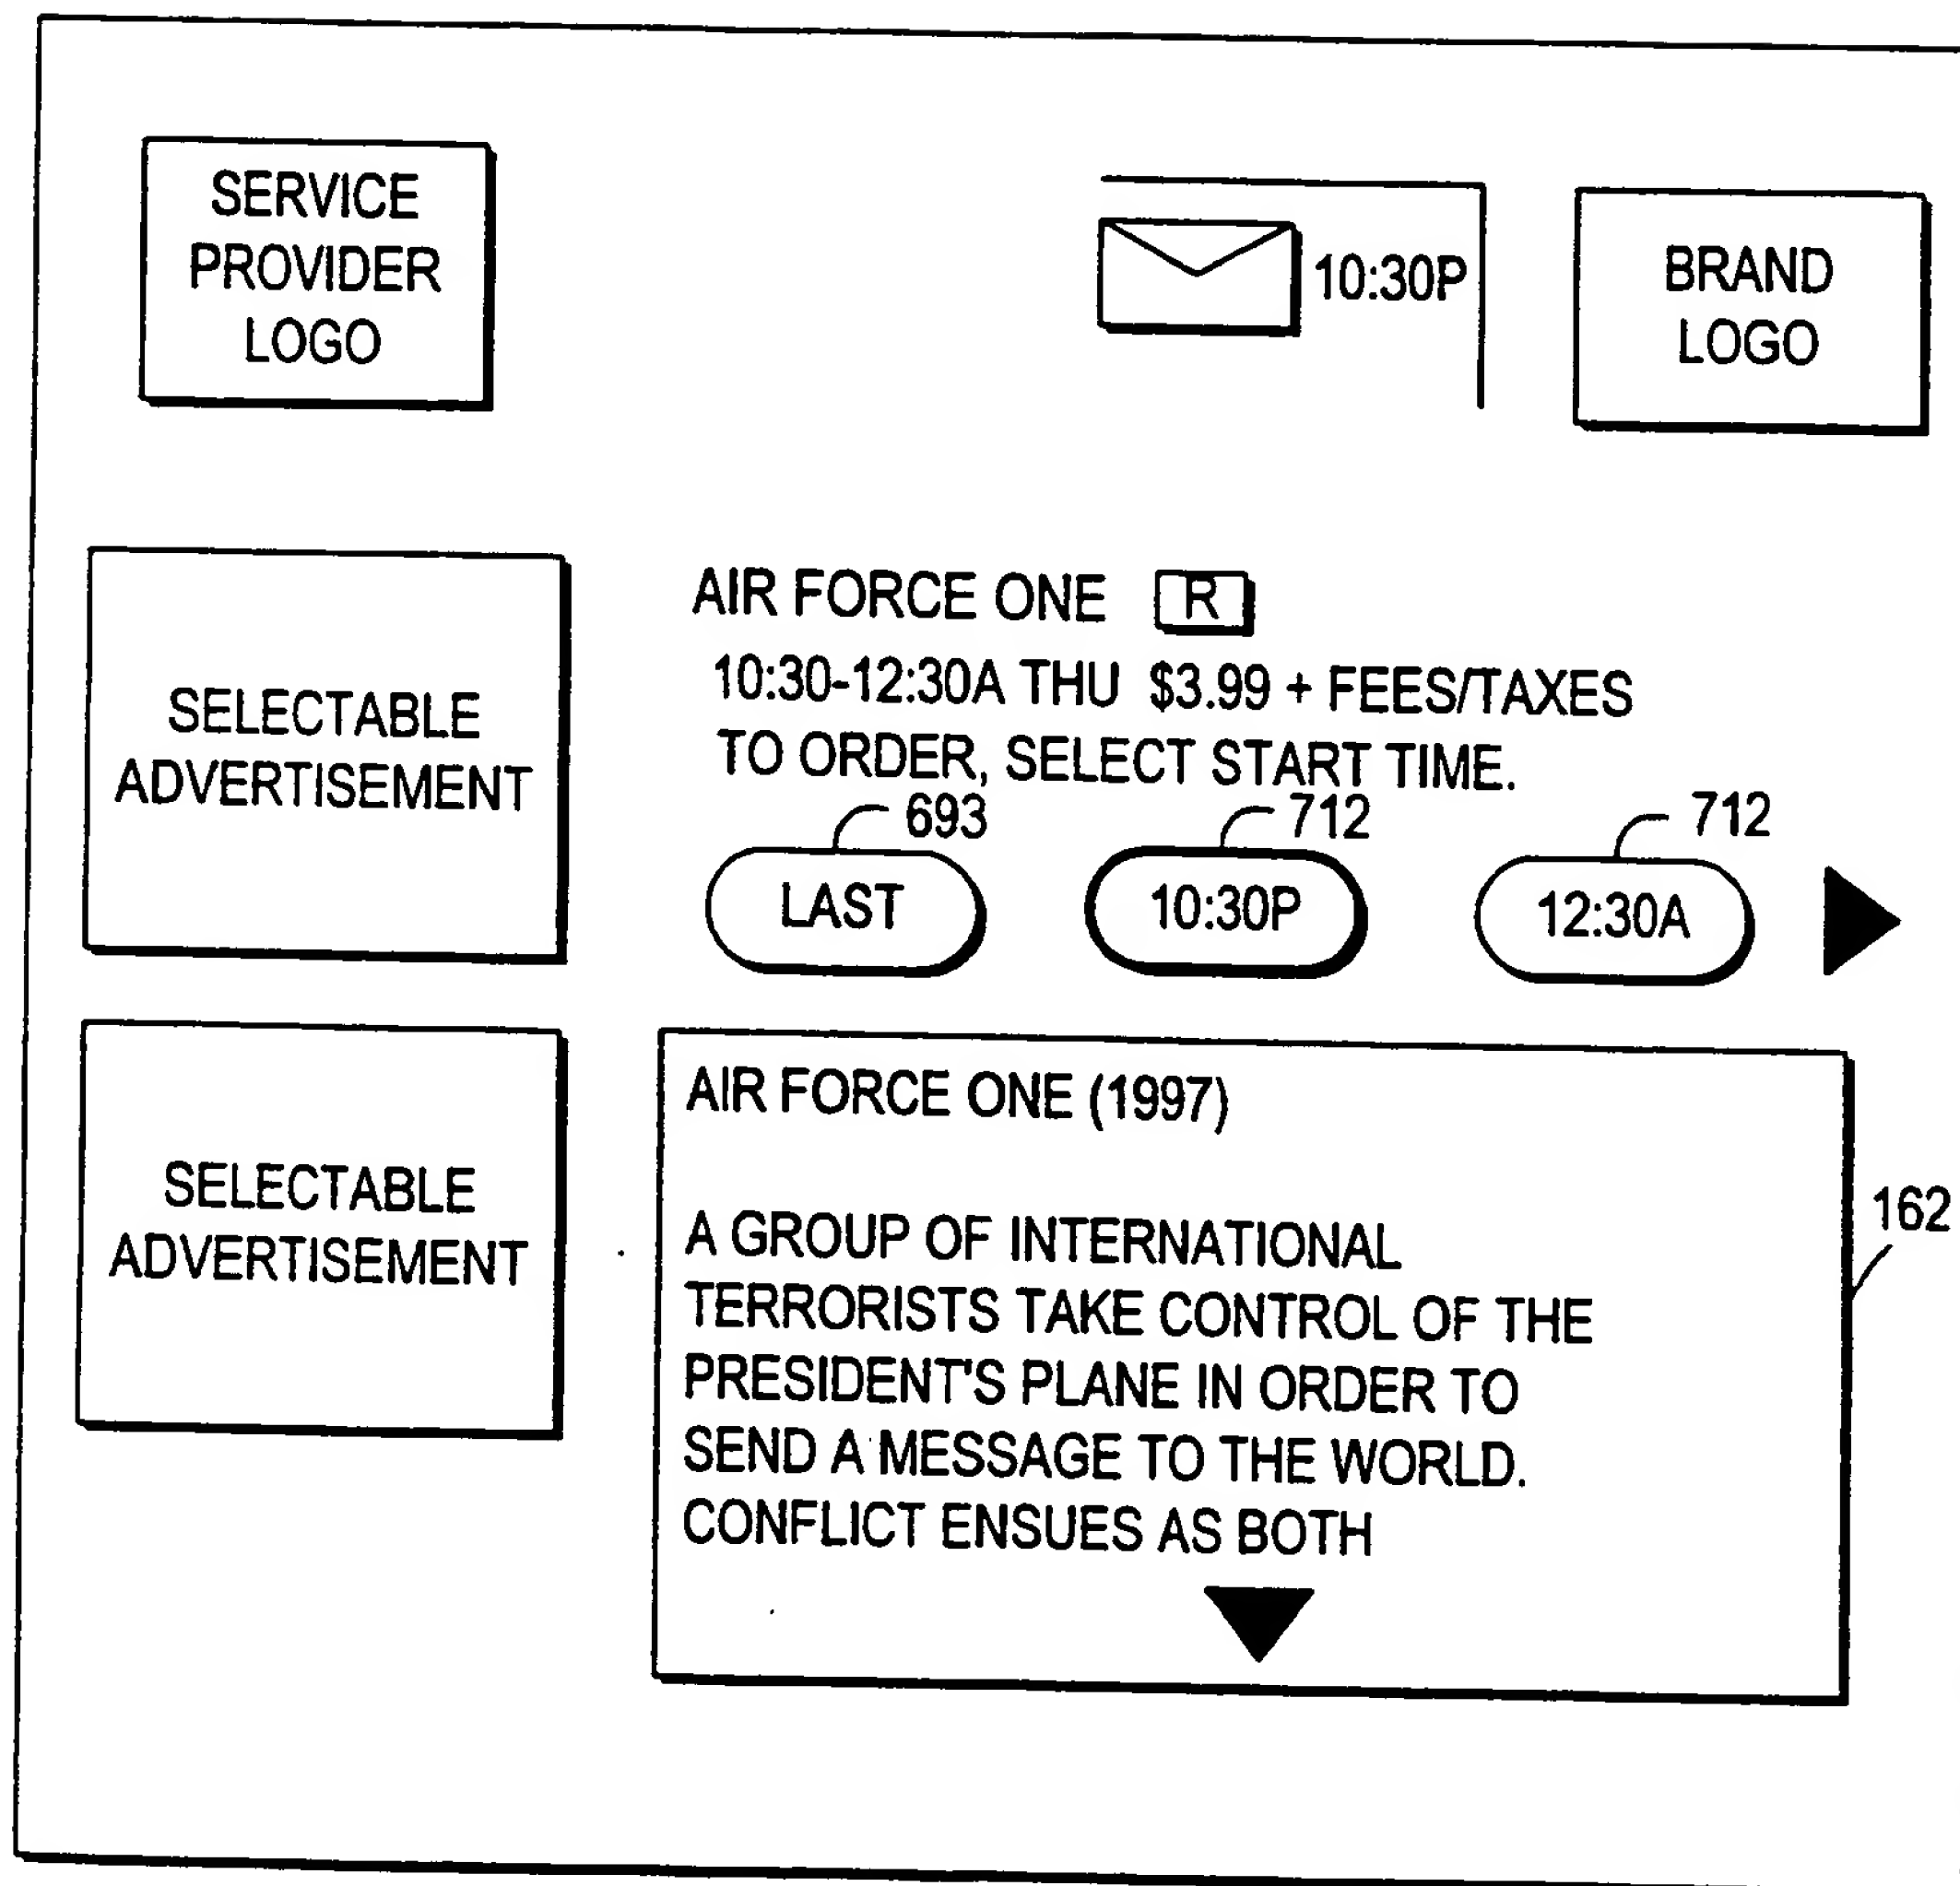 SERVICE
PROVIDER
LOGO
10:30P
BRAND
LOGO
SELECTABLE
ADVERTISEMENT
AIR FORCE ONE R
10:30-12:30A THU $3.99 + FEES/TAXES
TO ORDER, SELECT START TIME.
693
712
712
LAST
10:30P
12:30A
SELECTABLE
ADVERTISEMENT
AIR FORCE ONE (1997)
A GROUP OF INTERNATIONAL
TERRORISTS TAKE CONTROL OF THE
PRESIDENT'S PLANE IN ORDER TO
SEND A MESSAGE TO THE WORLD.
CONFLICT ENSUES AS BOTH
162